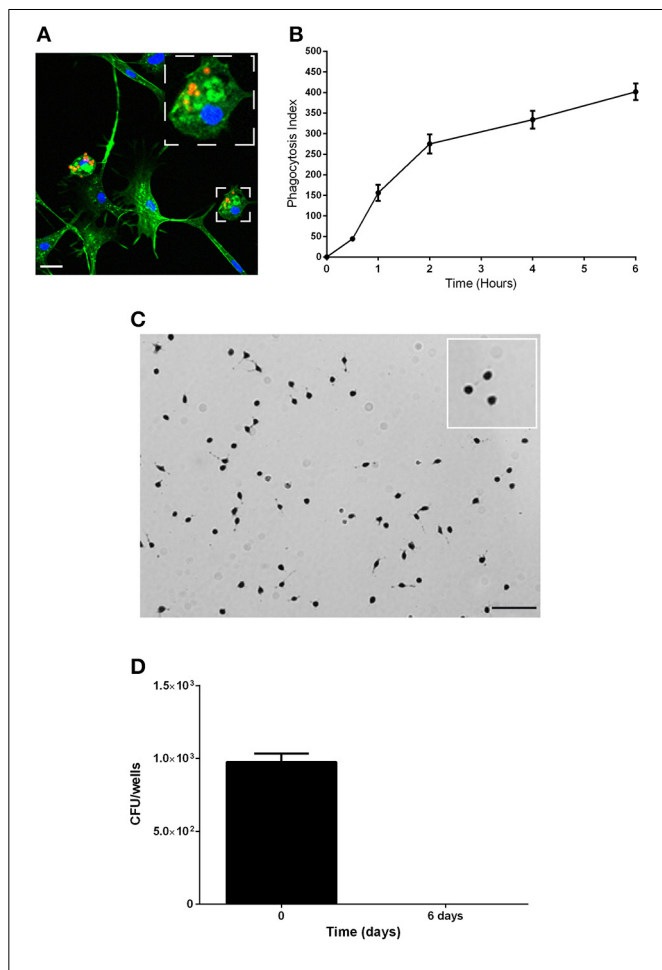 A
B
500
450
400
350
300
250
200
150
100
50
0
Phagocytosis Index
0 1 2 3 4 5 6
Time (Hours)
C
D
1.5×10³
1.0×10³
5.0×10²
0
CFU/wells
0 6 days
Time (days)